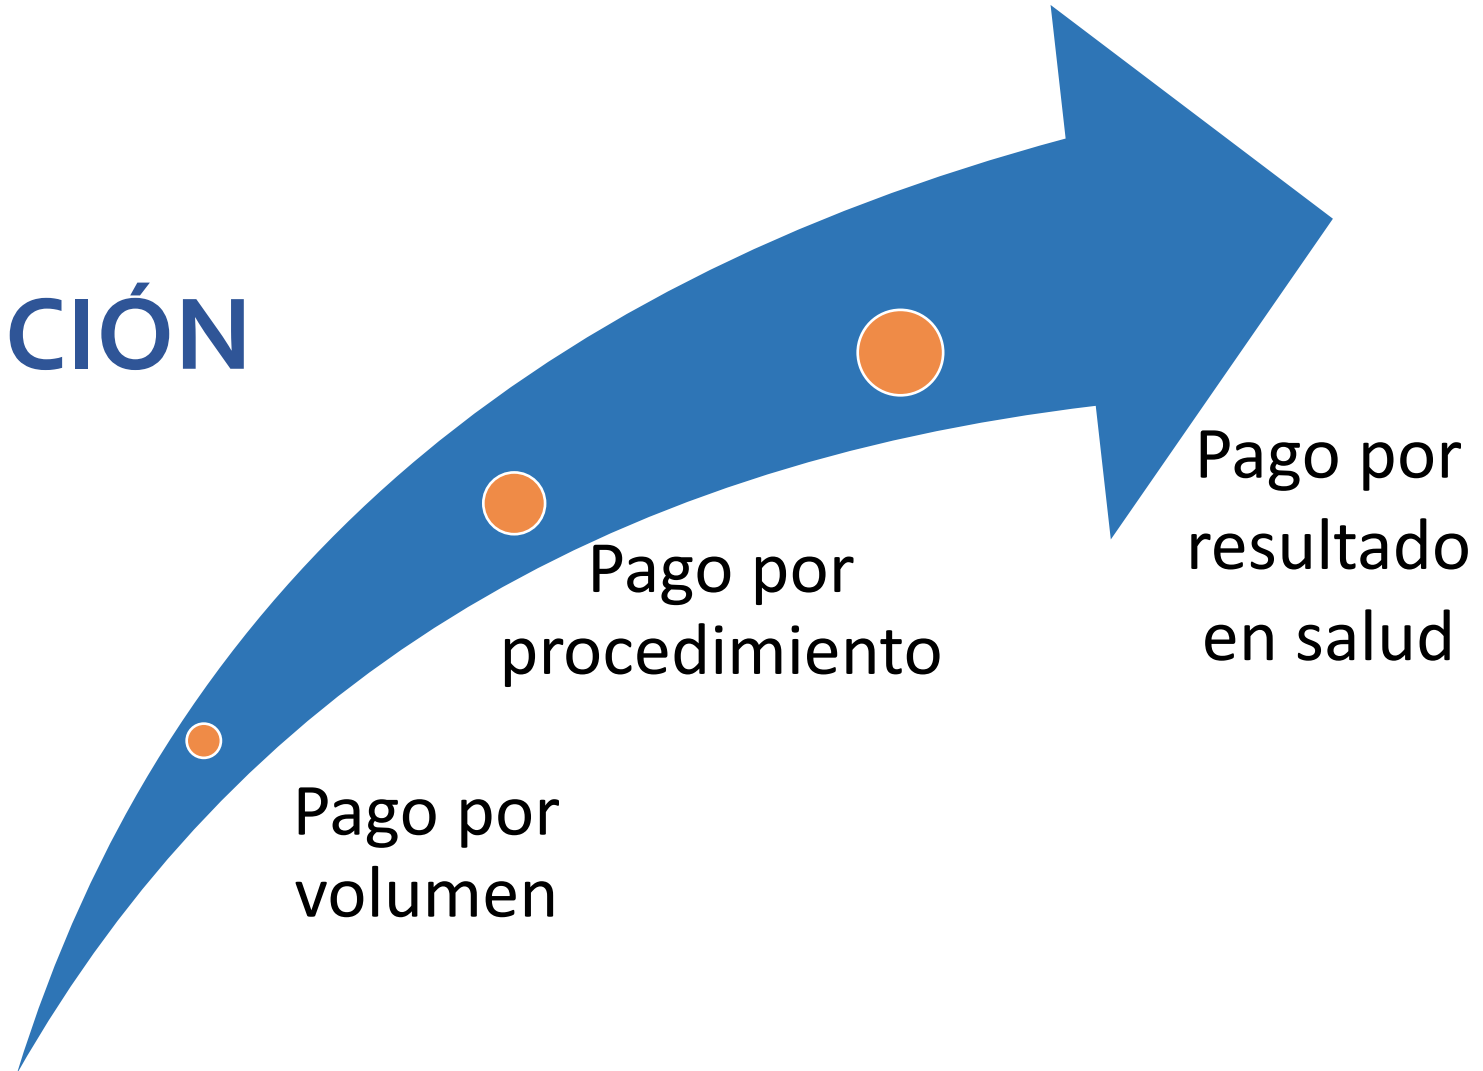 CIÓN
Pago por
resultado
en salud
Pago por
procedimiento
Pago por
volumen